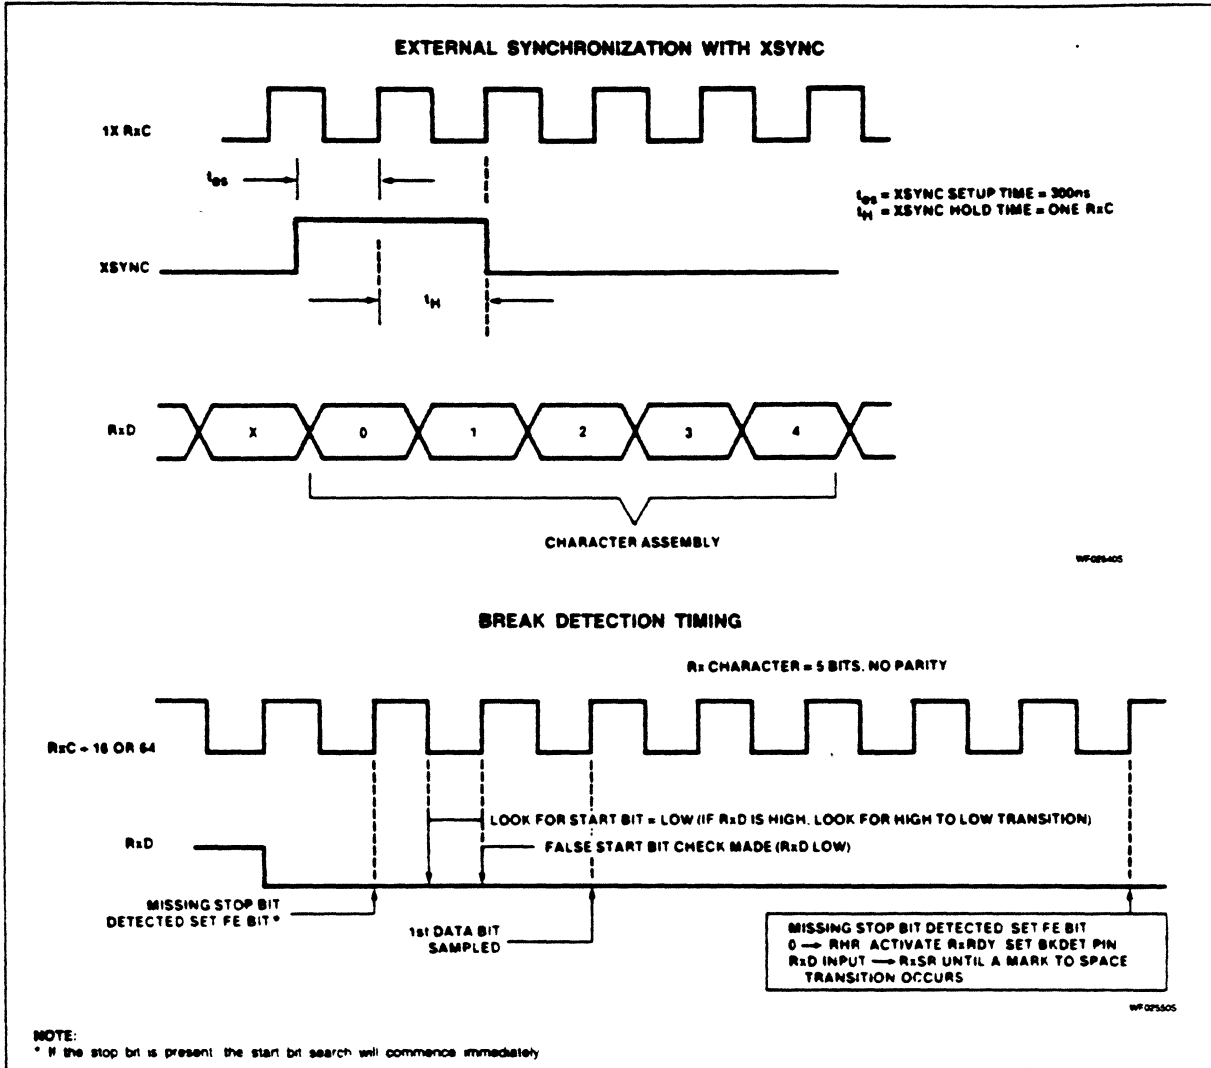 EXTERNAL SYNCHRONIZATION WITH XSYNC
1X RxC
tes
tes = XSYNC SETUP TIME = 300ns
tH = XSYNC HOLD TIME = ONE RxC
XSYNC
tH
RxD
X 0 1 2 3 4
CHARACTER ASSEMBLY
BREAK DETECTION TIMING
Rx CHARACTER = 5 BITS, NO PARITY
RxC ÷ 16 OR 64
LOOK FOR START BIT = LOW (IF RxD IS HIGH, LOOK FOR HIGH TO LOW TRANSITION)
RxD
FALSE START BIT CHECK MADE (RxD LOW)
MISSING STOP BIT
DETECTED SET FE BIT *
1st DATA BIT
SAMPLED
MISSING STOP BIT DETECTED SET FE BIT
0 → RHR ACTIVATE RxRDY SET BKDET PIN
RxD INPUT → RxSR UNTIL A MARK TO SPACE
TRANSITION OCCURS
WF02550S
NOTE:
* If the stop bit is present the start bit search will commence immediately